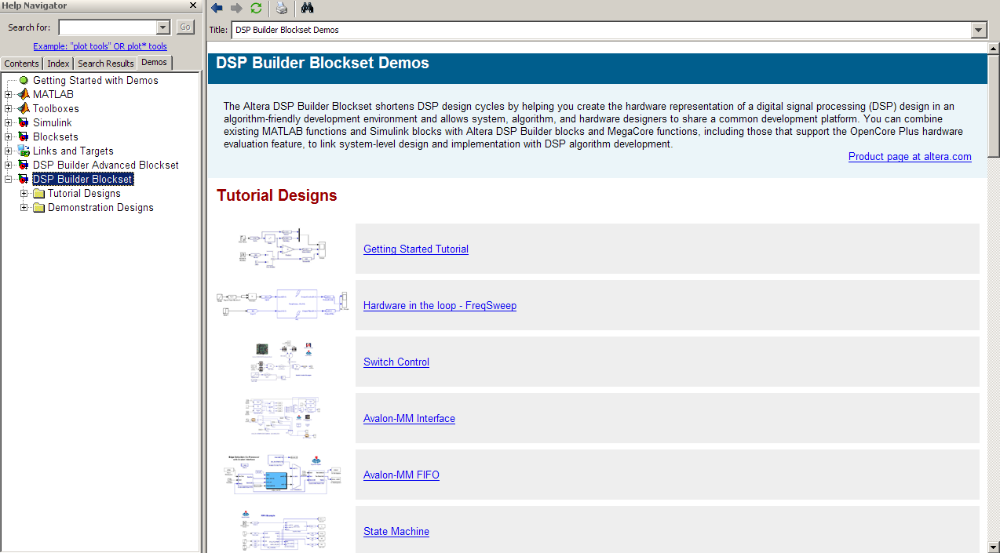 Help Navigator
Search for:
Go
Example: "plot tools" OR plot* tools
Contents
Index
Search Results
Demos
Getting Started with Demos
MATLAB
Toolboxes
Simulink
Blocksets
Links and Targets
DSP Builder Advanced Blockset
DSP Builder Blockset
Tutorial Designs
Demonstration Designs
Title:
DSP Builder Blockset Demos
DSP Builder Blockset Demos
The Altera DSP Builder Blockset shortens DSP design cycles by helping you create the hardware representation of a digital signal processing (DSP) design in an
algorithm-friendly development environment and allows system, algorithm, and hardware designers to share a common development platform. You can combine
existing MATLAB functions and Simulink blocks with Altera DSP Builder blocks and MegaCore functions, including those that support the OpenCore Plus hardware
evaluation feature, to link system-level design and implementation with DSP algorithm development.
Product page at altera.com
Tutorial Designs
Getting Started Tutorial
Hardware in the loop - FreqSweep
Switch Control
Avalon-MM Interface
Avalon-MM FIFO
State Machine